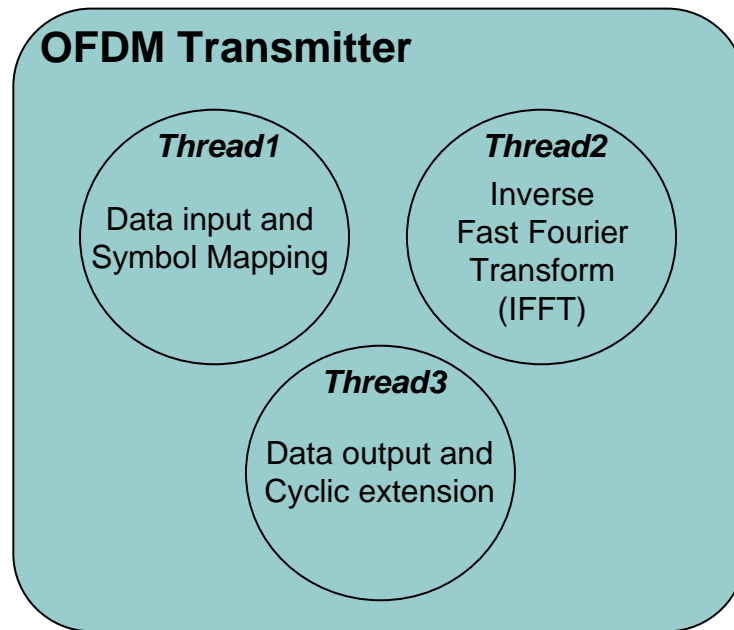 OFDM Transmitter
Thread1
Data input and
Symbol Mapping
Thread2
Inverse
Fast Fourier
Transform
(IFFT)
Thread3
Data output and
Cyclic extension